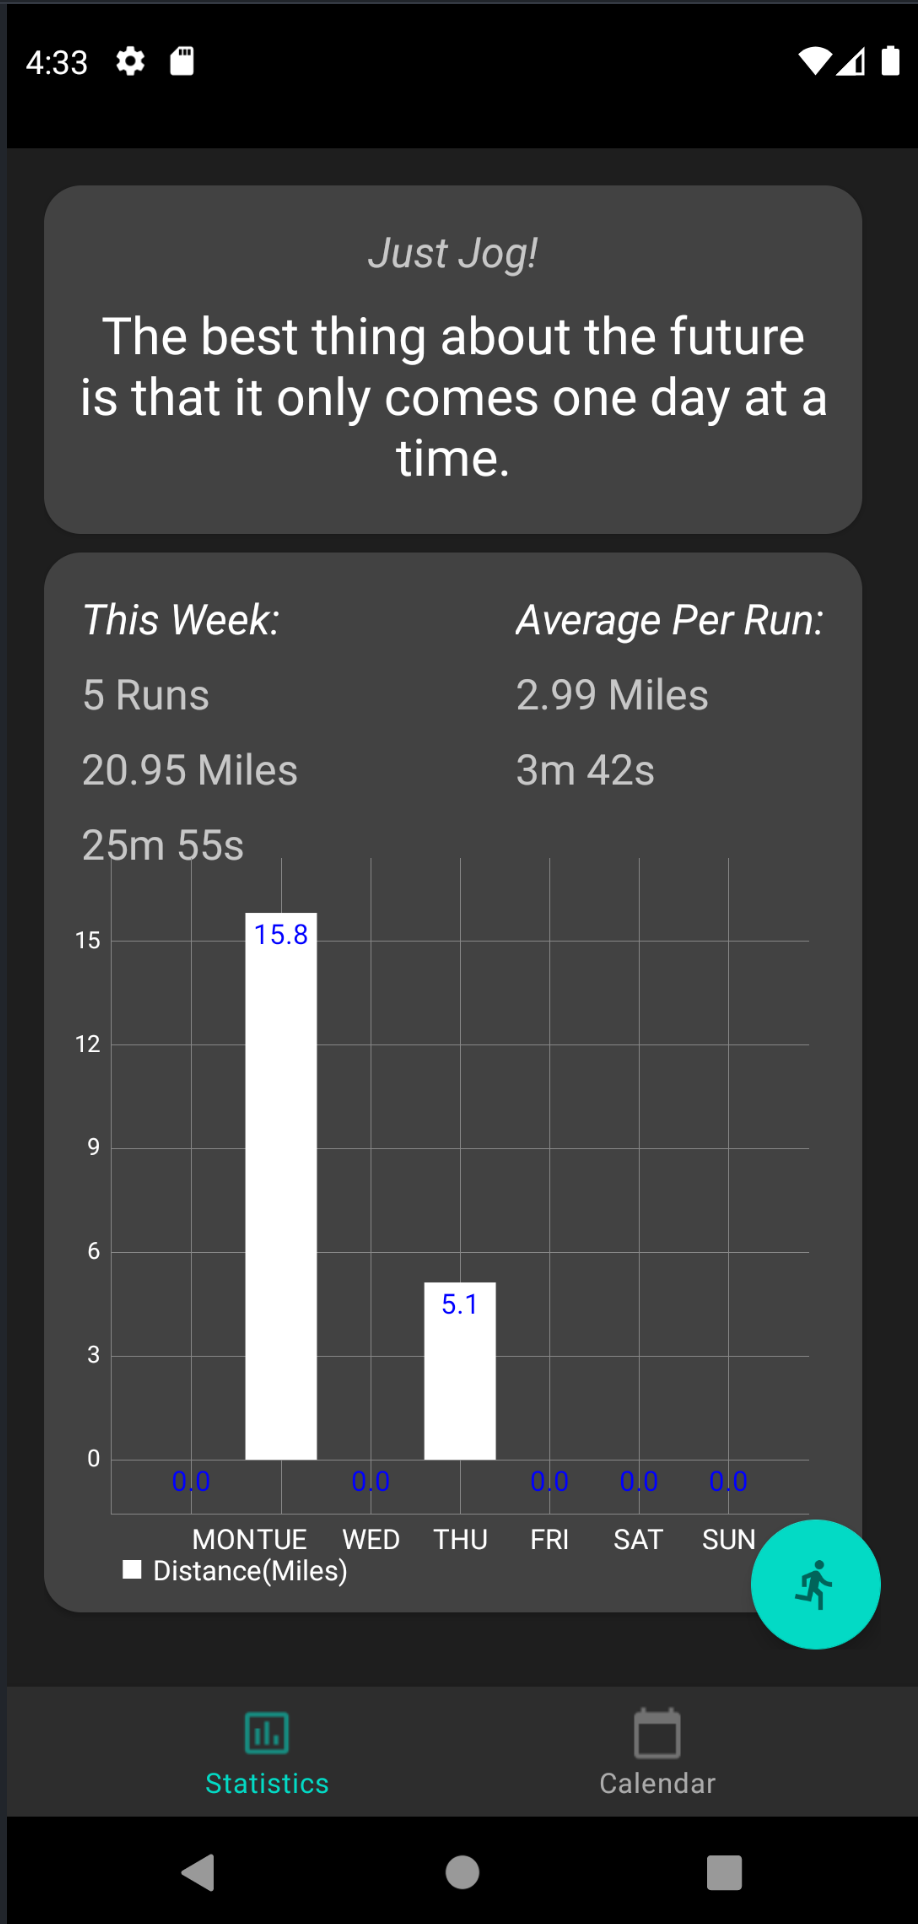 4:33
Just Jog!
The best thing about the future
is that it only comes one day at a
time.
This Week:
Average Per Run:
5 Runs
2.99 Miles
20.95 Miles
3m 42s
25m 55s
15
15.8
12
9
6
5.1
3
0
0.0 0.0 0.0 0.0 0.0
MONTUE WED THU FRI SAT SUN
Distance(Miles)
Statistics
Calendar